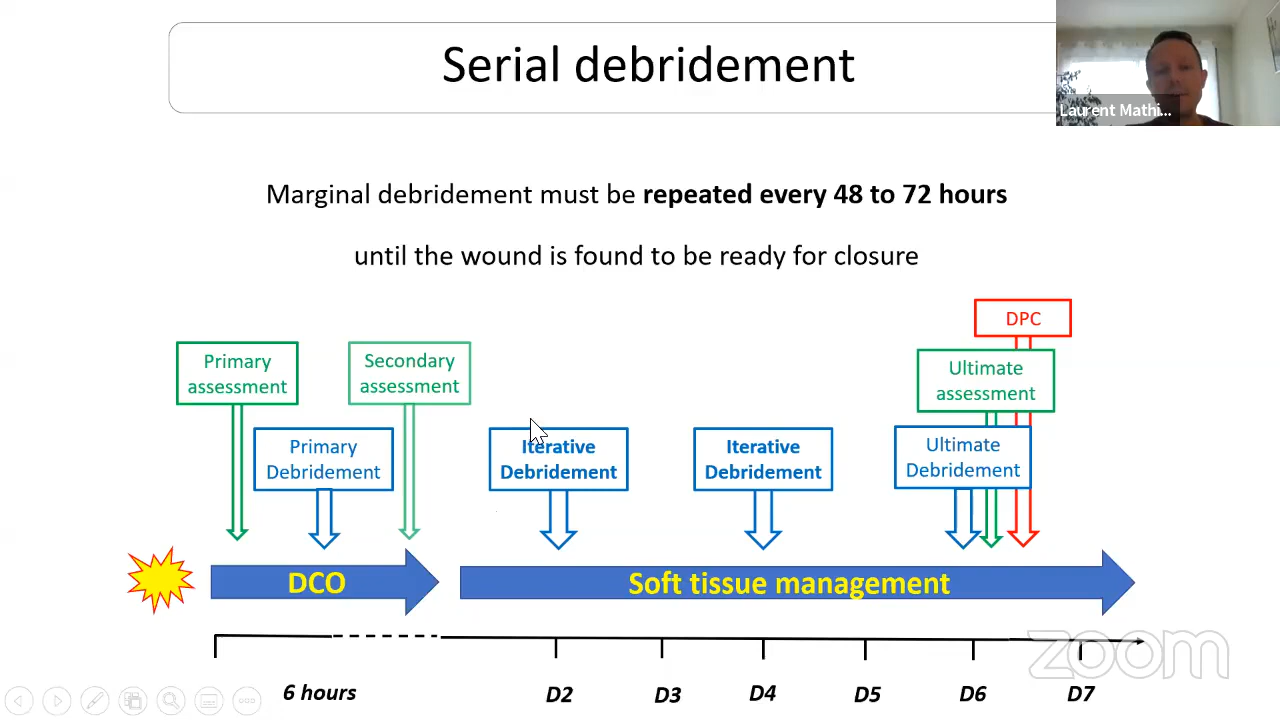 Serial debridement
Laurent Mathi...
Marginal debridement must be repeated every 48 to 72 hours
until the wound is found to be ready for closure
DPC
Primary
assessment
Secondary
assessment
Ultimate
assessment
Primary
Debridement
Iterative
Debridement
Iterative
Debridement
Ultimate
Debridement
DCO
Soft tissue management
6 hours
D2
D3
D4
D5
D6
D7
zoom